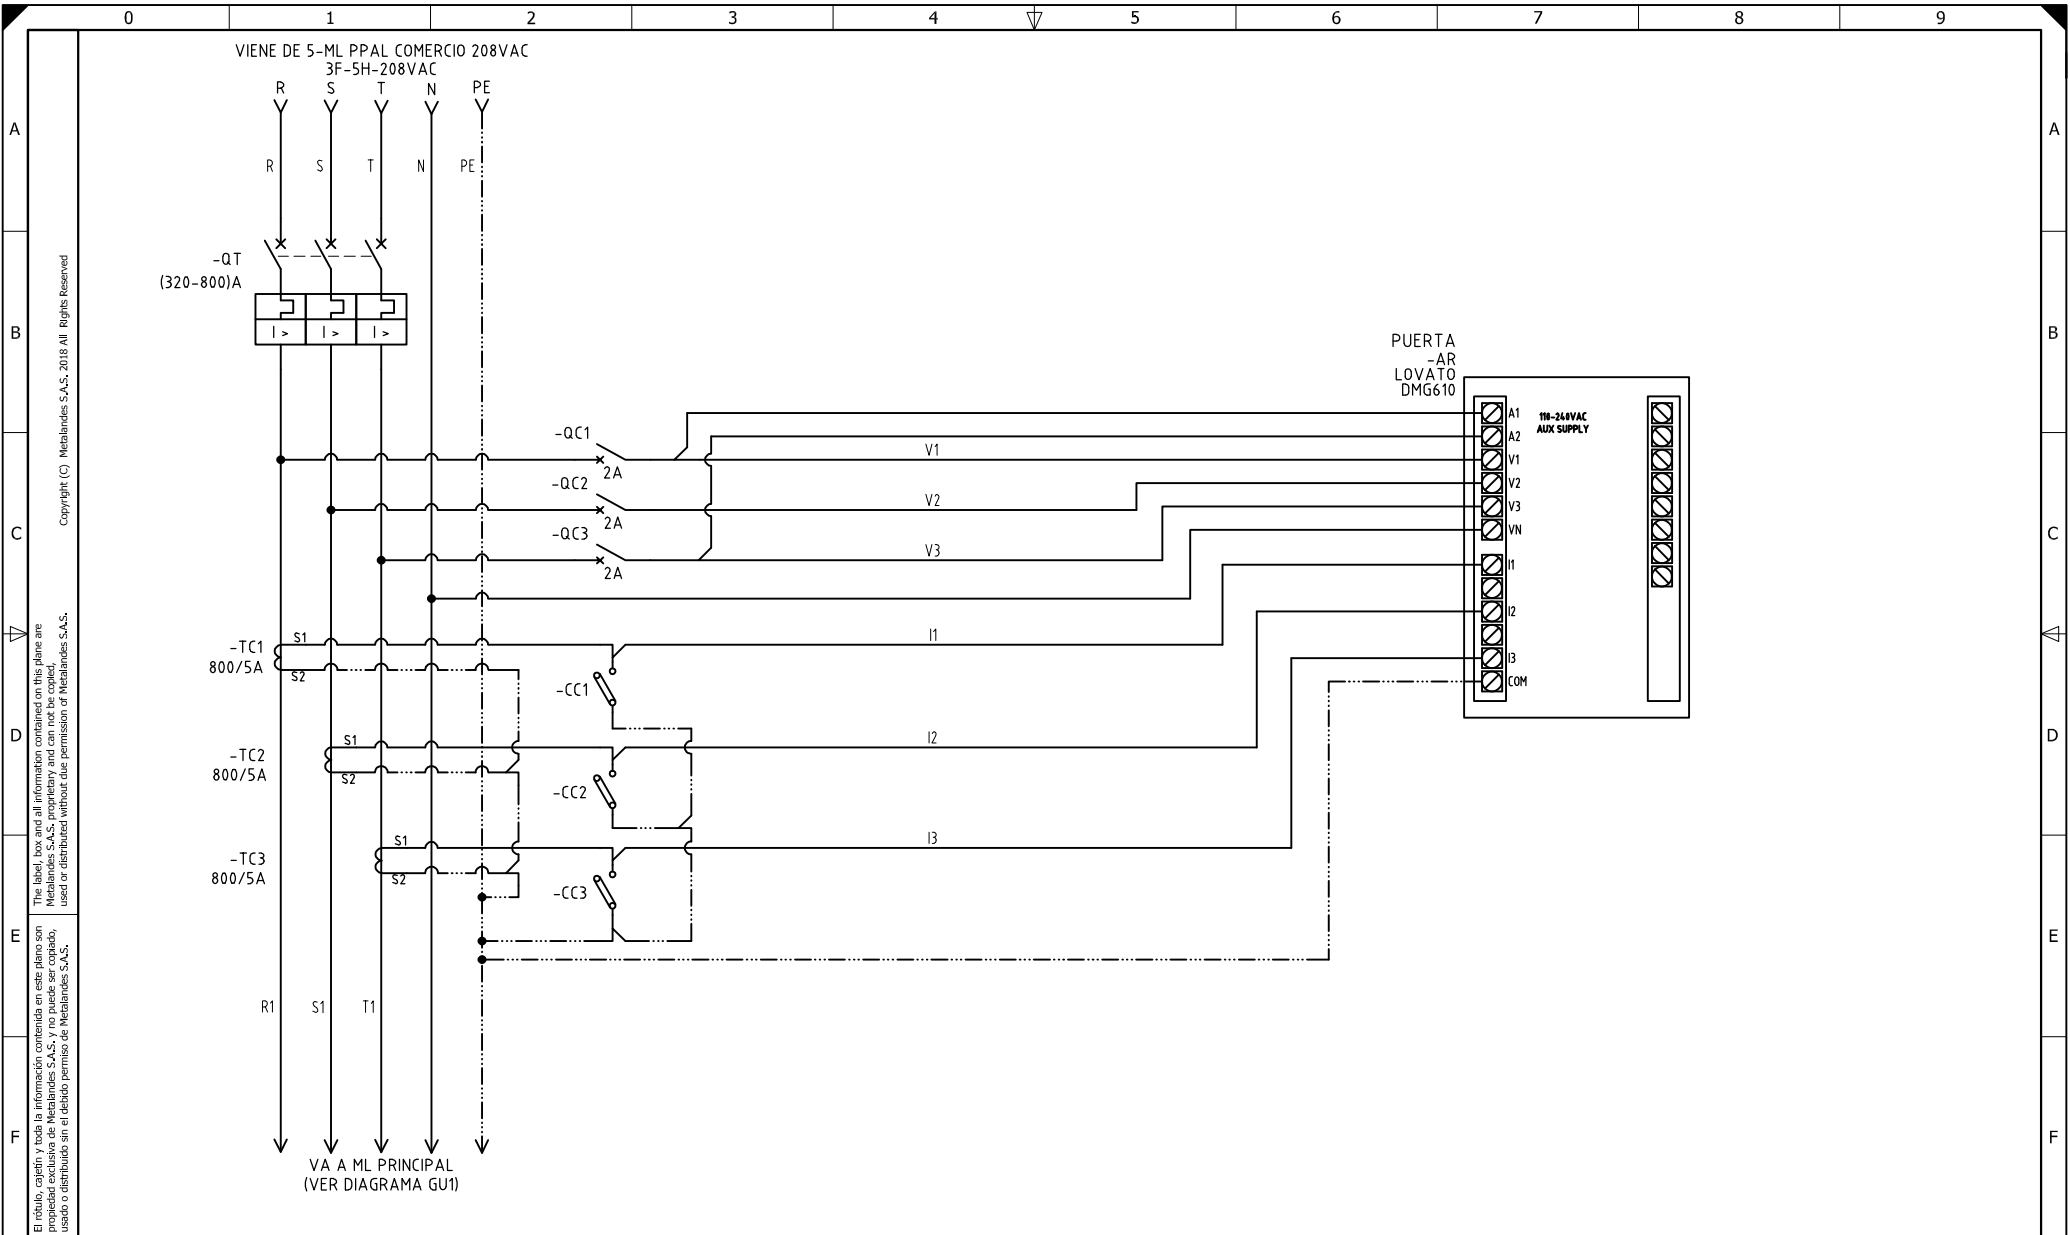 0 1 2 3 4 5 6 7 8 9
VIENE DE 5-ML PPAL COMERCIO 208VAC
3F-5H-208VAC
R S T N PE
A A
R S T N PE
-QT
(320-800)A
I > I > I >
B B
PUERTA
-AR
LOVATO
DMG610
A1
110-240VAC
AUX SUPPLY
A2
-QC1
2A
V1
V1
-QC2
2A
V2
V2
-QC3
2A
V3
V3
VN
C C
I1
I2
I3
COM
-TC1
800/5A
S1
S2
I1
-CC1
D D
-TC2
800/5A
S1
S2
I2
-CC2
-TC3
800/5A
S1
S2
I3
-CC3
E E
R1 S1 T1
F F
VA A ML PRINCIPAL
(VER DIAGRAMA GU1)
Copyright (C) Metalandes S.A.S. 2018 All Rights Reserved
The label, box and all information contained on this plane are
Metalandes S.A.S. proprietary and can not be copied,
used or distributed without due permission of Metalandes S.A.S.
El rótulo, cajetín y toda la información contenida en este plano son
propiedad exclusiva de Metalandes S.A.S. y no puede ser copiado,
usado o distribuido sin el debido permiso de Metalandes S.A.S.